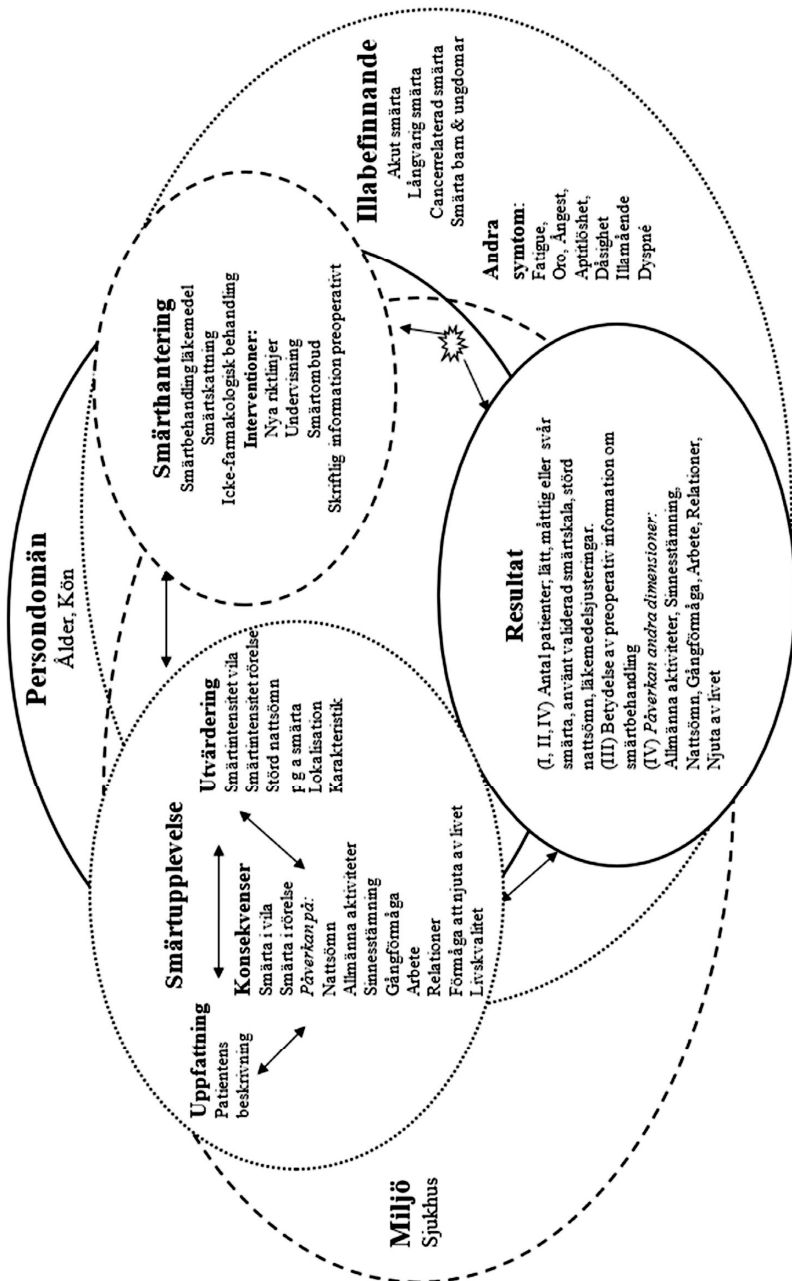 Persondomän
Ålder, Kön
Smärtupplevelse
Uppfattning
Patientens
beskrivning
Konsekvenser
Smärta i vila
Smärta i rörelse
Påverkan på:
Nattsömn
Allmänna aktiviteter
Sinnesstämning
Gångförmåga
Arbete
Relationer
Förmåga att njuta av livet
Livskvalitet
Utvärdering
Smärtintensitet vila
Smärtintensitet rörelse
Störd nattsömn
F g a smärta
Lokalisation
Karakteristik
Smärthantering
Smärtbehandling läkemedel
Smärtskattning
Icke-farmakologisk behandling
Interventioner:
Nya riktlinjer
Undervisning
Smärtombud
Skriftlig information preoperativt
Miljö
Sjukhus
Resultat
(I, II, IV) Antal patienter; lätt, måttlig eller svår
smärta, använt validerad smärtskala, störd
nattsömn, läkemedelsjusteringar.
(III) Betydelse av preoperativ information om
smärtbehandling
(IV) Påverkan andra dimensioner:
Allmänna aktiviteter, Sinnesstämning,
Nattsömn, Gångförmåga, Arbete, Relationer,
Njuta av livet
Illabefinnande
Akut smärta
Långvarig smärta
Cancerrelaterad smärta
Smärta barn & ungdomar
Andra
symtom:
Fatigue,
Oro, Ångest,
Aptitlöshet,
Dåsighet
Illamående
Dyspné